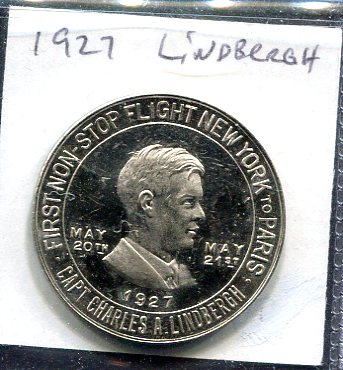 1927 LINDBERGH
FIRST NON-STOP FLIGHT NEW YORK TO PARIS
MAY
20TH
MAY
21ST
1927
CAPT CHARLES A. LINDBERGH